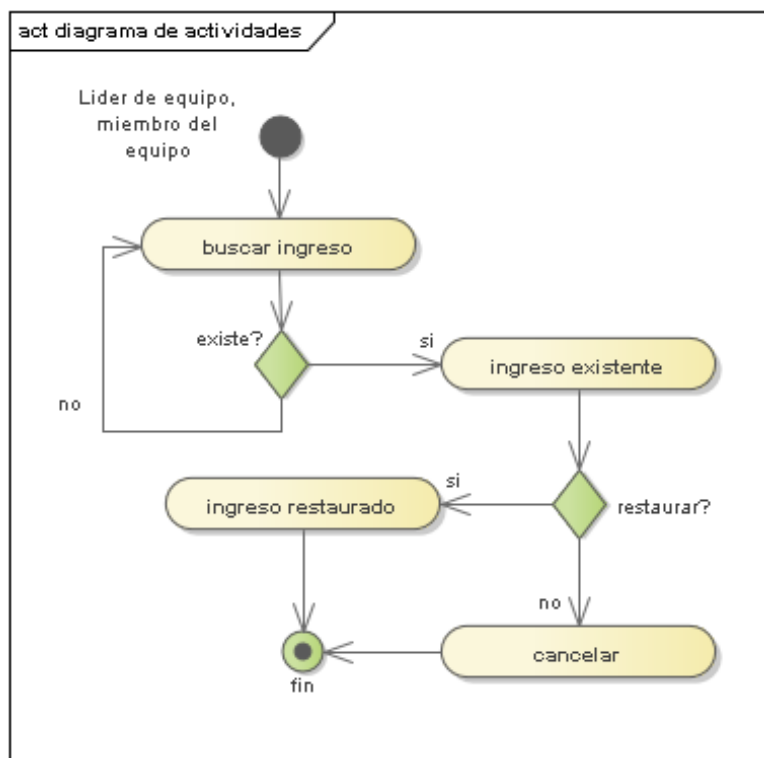 act diagrama de actividades
Lider de equipo,
miembro del
equipo
buscar ingreso
existe?
si
ingreso existente
no
si
ingreso restaurado
restaurar?
no
cancelar
fin